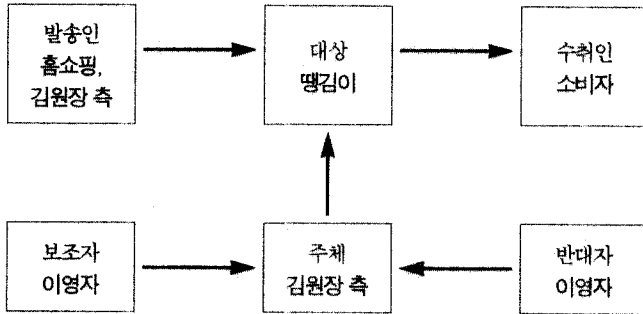 발송인
홈쇼핑,
김원장 측
대상
땡김이
수취인
소비자
보조자
이영자
주체
김원장 측
반대자
이영자